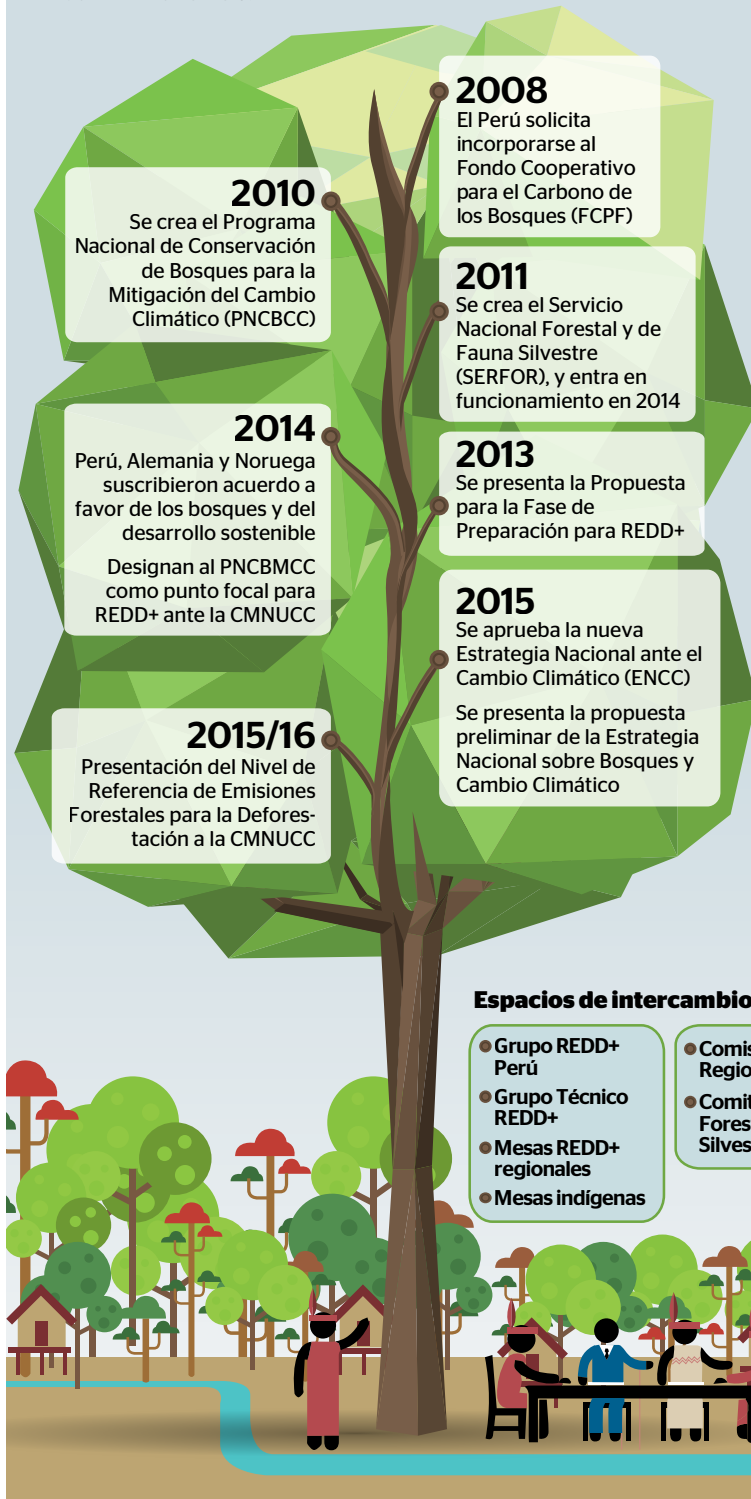 2008
El Perú solicita
incorporarse al
Fondo Cooperativo
para el Carbono de
los Bosques (FCPF)
2010
Se crea el Programa
Nacional de Conservación
de Bosques para la
Mitigación del Cambio
Climático (PNCBCC)
2011
Se crea el Servicio
Nacional Forestal y de
Fauna Silvestre
(SERFOR), y entra en
funcionamiento en 2014
2014
Perú, Alemania y Noruega
suscribieron acuerdo a
favor de los bosques y del
desarrollo sostenible
Designan al PNCBMCC
como punto focal para
REDD+ ante la CMNUCC
2013
Se presenta la Propuesta
para la Fase de
Preparación para REDD+
2015
Se aprueba la nueva
Estrategia Nacional ante el
Cambio Climático (ENCC)
Se presenta la propuesta
preliminar de la Estrategia
Nacional sobre Bosques y
Cambio Climático
2015/16
Presentación del Nivel de
Referencia de Emisiones
Forestales para la Defores-
tación a la CMNUCC
Espacios de intercambio
Grupo REDD+
Perú
Grupo Técnico
REDD+
Mesas REDD+
regionales
Mesas indígenas